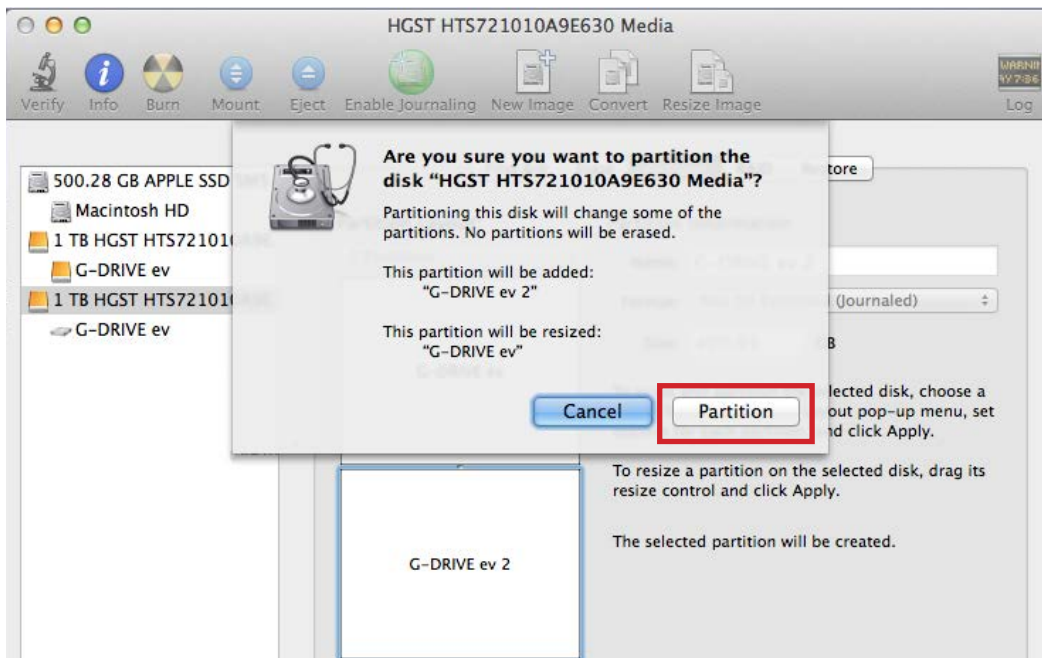 HGST HTS721010A9E630 Media
Verify Info Burn Mount Eject Enable Journaling New Image Convert Resize Image
WARNIN
AY 7:36
Log
Are you sure you want to partition the
disk “HGST HTS721010A9E630 Media”?
Partitioning this disk will change some of the
partitions. No partitions will be erased.
This partition will be added:
“G-DRIVE ev 2”
This partition will be resized:
“G-DRIVE ev”
Cancel Partition
500.28 GB APPLE SSD
Macintosh HD
1 TB HGST HTS72101
G-DRIVE ev
1 TB HGST HTS72101
G-DRIVE ev
tore
(Journaled)
lected disk, choose a
out pop-up menu, set
nd click Apply.
To resize a partition on the selected disk, drag its
resize control and click Apply.
The selected partition will be created.
G-DRIVE ev 2